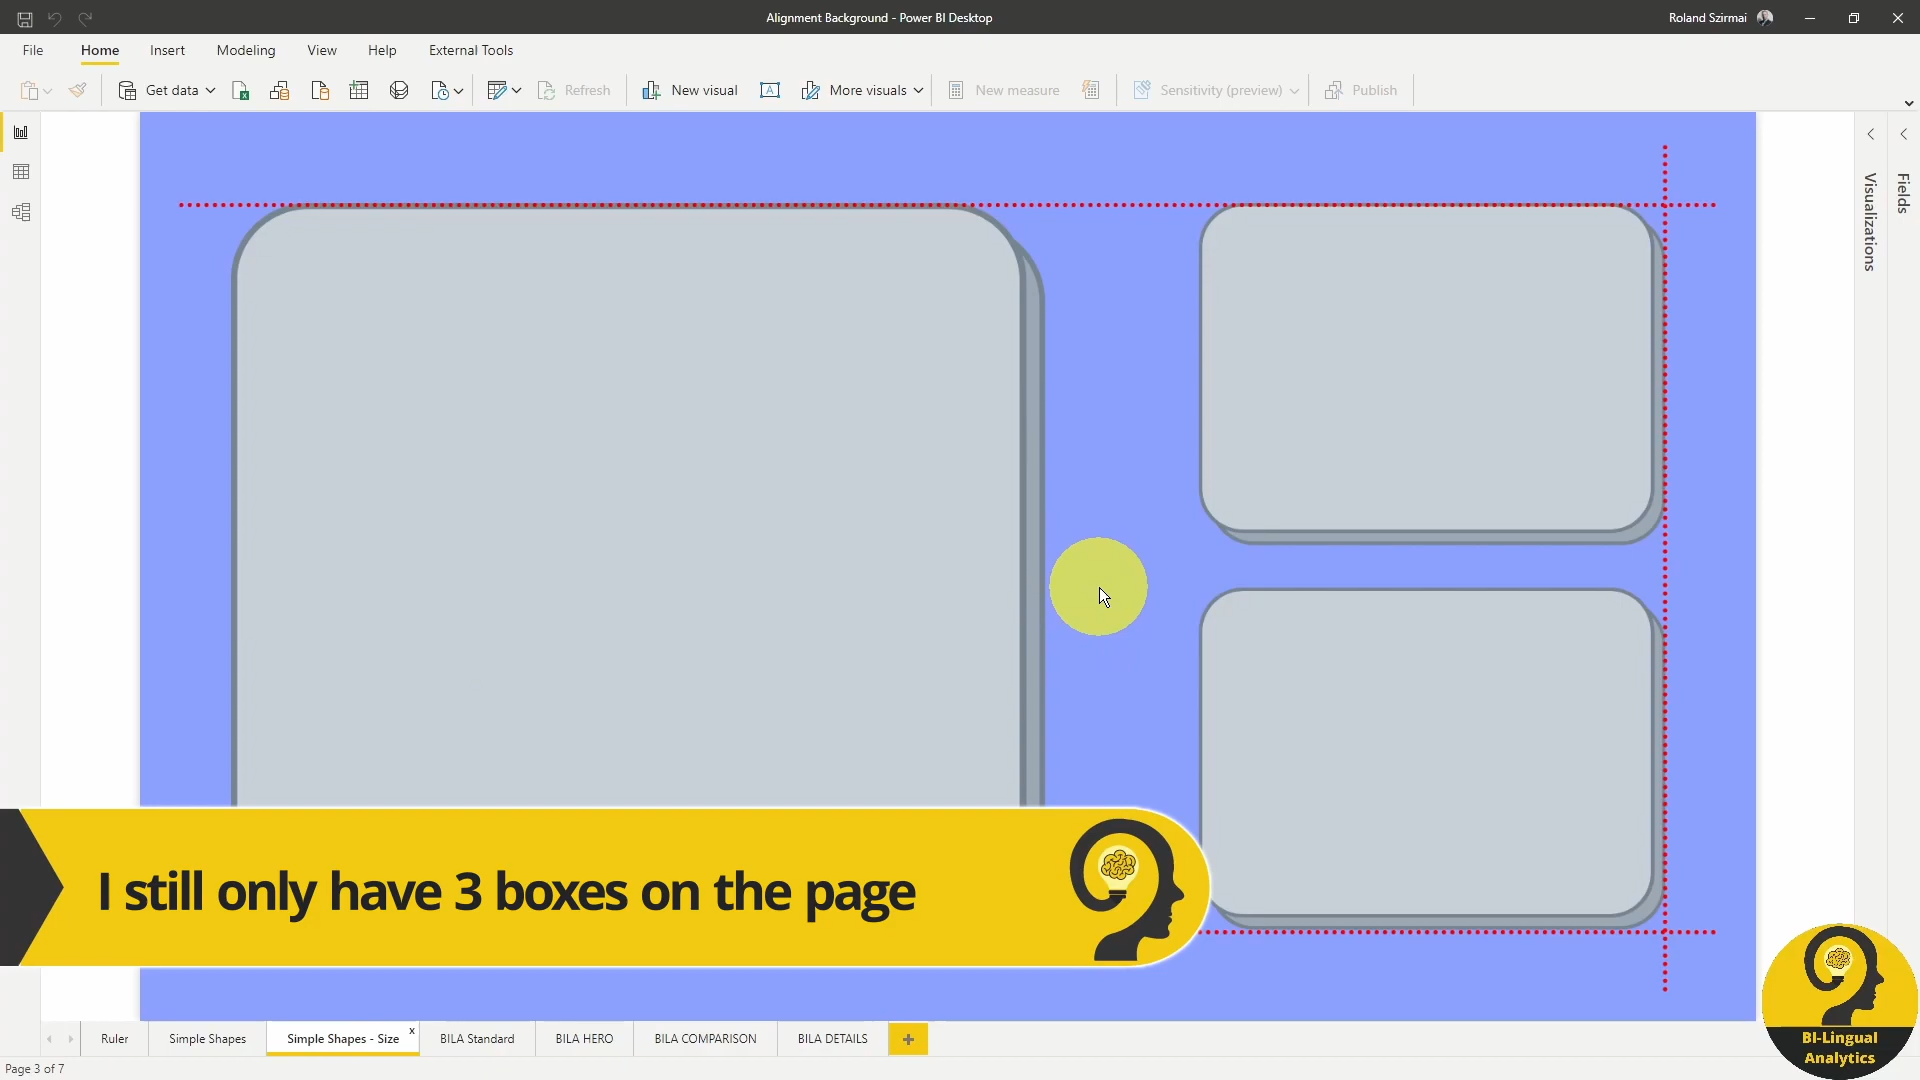 Alignment Background - Power BI Desktop
Roland Szirmai
File Home Insert Modeling View Help External Tools
Get data Refresh New visual A More visuals New measure Sensitivity (preview) Publish
Visualizations
Fields
I still only have 3 boxes on the page
BI-Lingual
Analytics
Ruler Simple Shapes Simple Shapes - Size x BILA Standard BILA HERO BILA COMPARISON BILA DETAILS +
Page 3 of 7